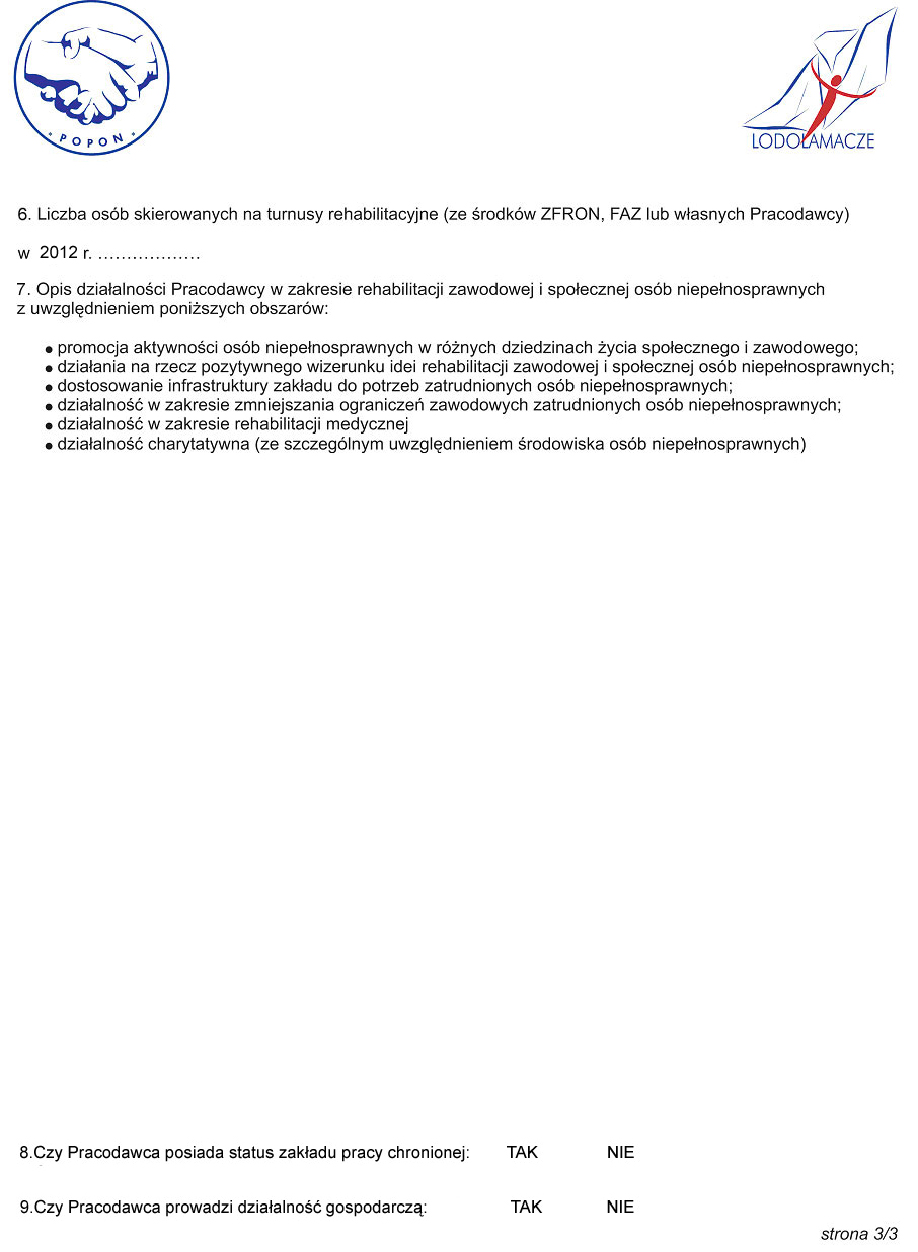 • POPON •
LODOŁAMACZE
6. Liczba osób skierowanych na turnusy rehabilitacyjne (ze środków ZFRON, FAZ lub własnych Pracodawcy)
w 2012 r. ………………
7. Opis działalności Pracodawcy w zakresie rehabilitacji zawodowej i społecznej osób niepełnosprawnych
z uwzględnieniem poniższych obszarów:
● promocja aktywności osób niepełnosprawnych w różnych dziedzinach życia społecznego i zawodowego;
● działania na rzecz pozytywnego wizerunku idei rehabilitacji zawodowej i społecznej osób niepełnosprawnych;
● dostosowanie infrastruktury zakładu do potrzeb zatrudnionych osób niepełnosprawnych;
● działalność w zakresie zmniejszania ograniczeń zawodowych zatrudnionych osób niepełnosprawnych;
● działalność w zakresie rehabilitacji medycznej
● działalność charytatywna (ze szczególnym uwzględnieniem środowiska osób niepełnosprawnych)
8.Czy Pracodawca posiada status zakładu pracy chronionej: TAK NIE
9.Czy Pracodawca prowadzi działalność gospodarczą: TAK NIE
strona 3/3